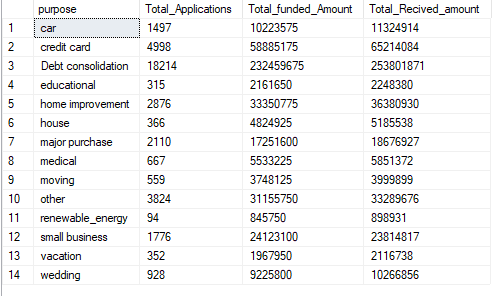 purpose Total_Applications Total_funded_Amount Total_Recived_amount
1 car 1497 10223575 11324914
2 credit card 4998 58885175 65214084
3 Debt consolidation 18214 232459675 253801871
4 educational 315 2161650 2248380
5 home improvement 2876 33350775 36380930
6 house 366 4824925 5185538
7 major purchase 2110 17251600 18676927
8 medical 667 5533225 5851372
9 moving 559 3748125 3999899
10 other 3824 31155750 33289676
11 renewable_energy 94 845750 898931
12 small business 1776 24123100 23814817
13 vacation 352 1967950 2116738
14 wedding 928 9225800 10266856